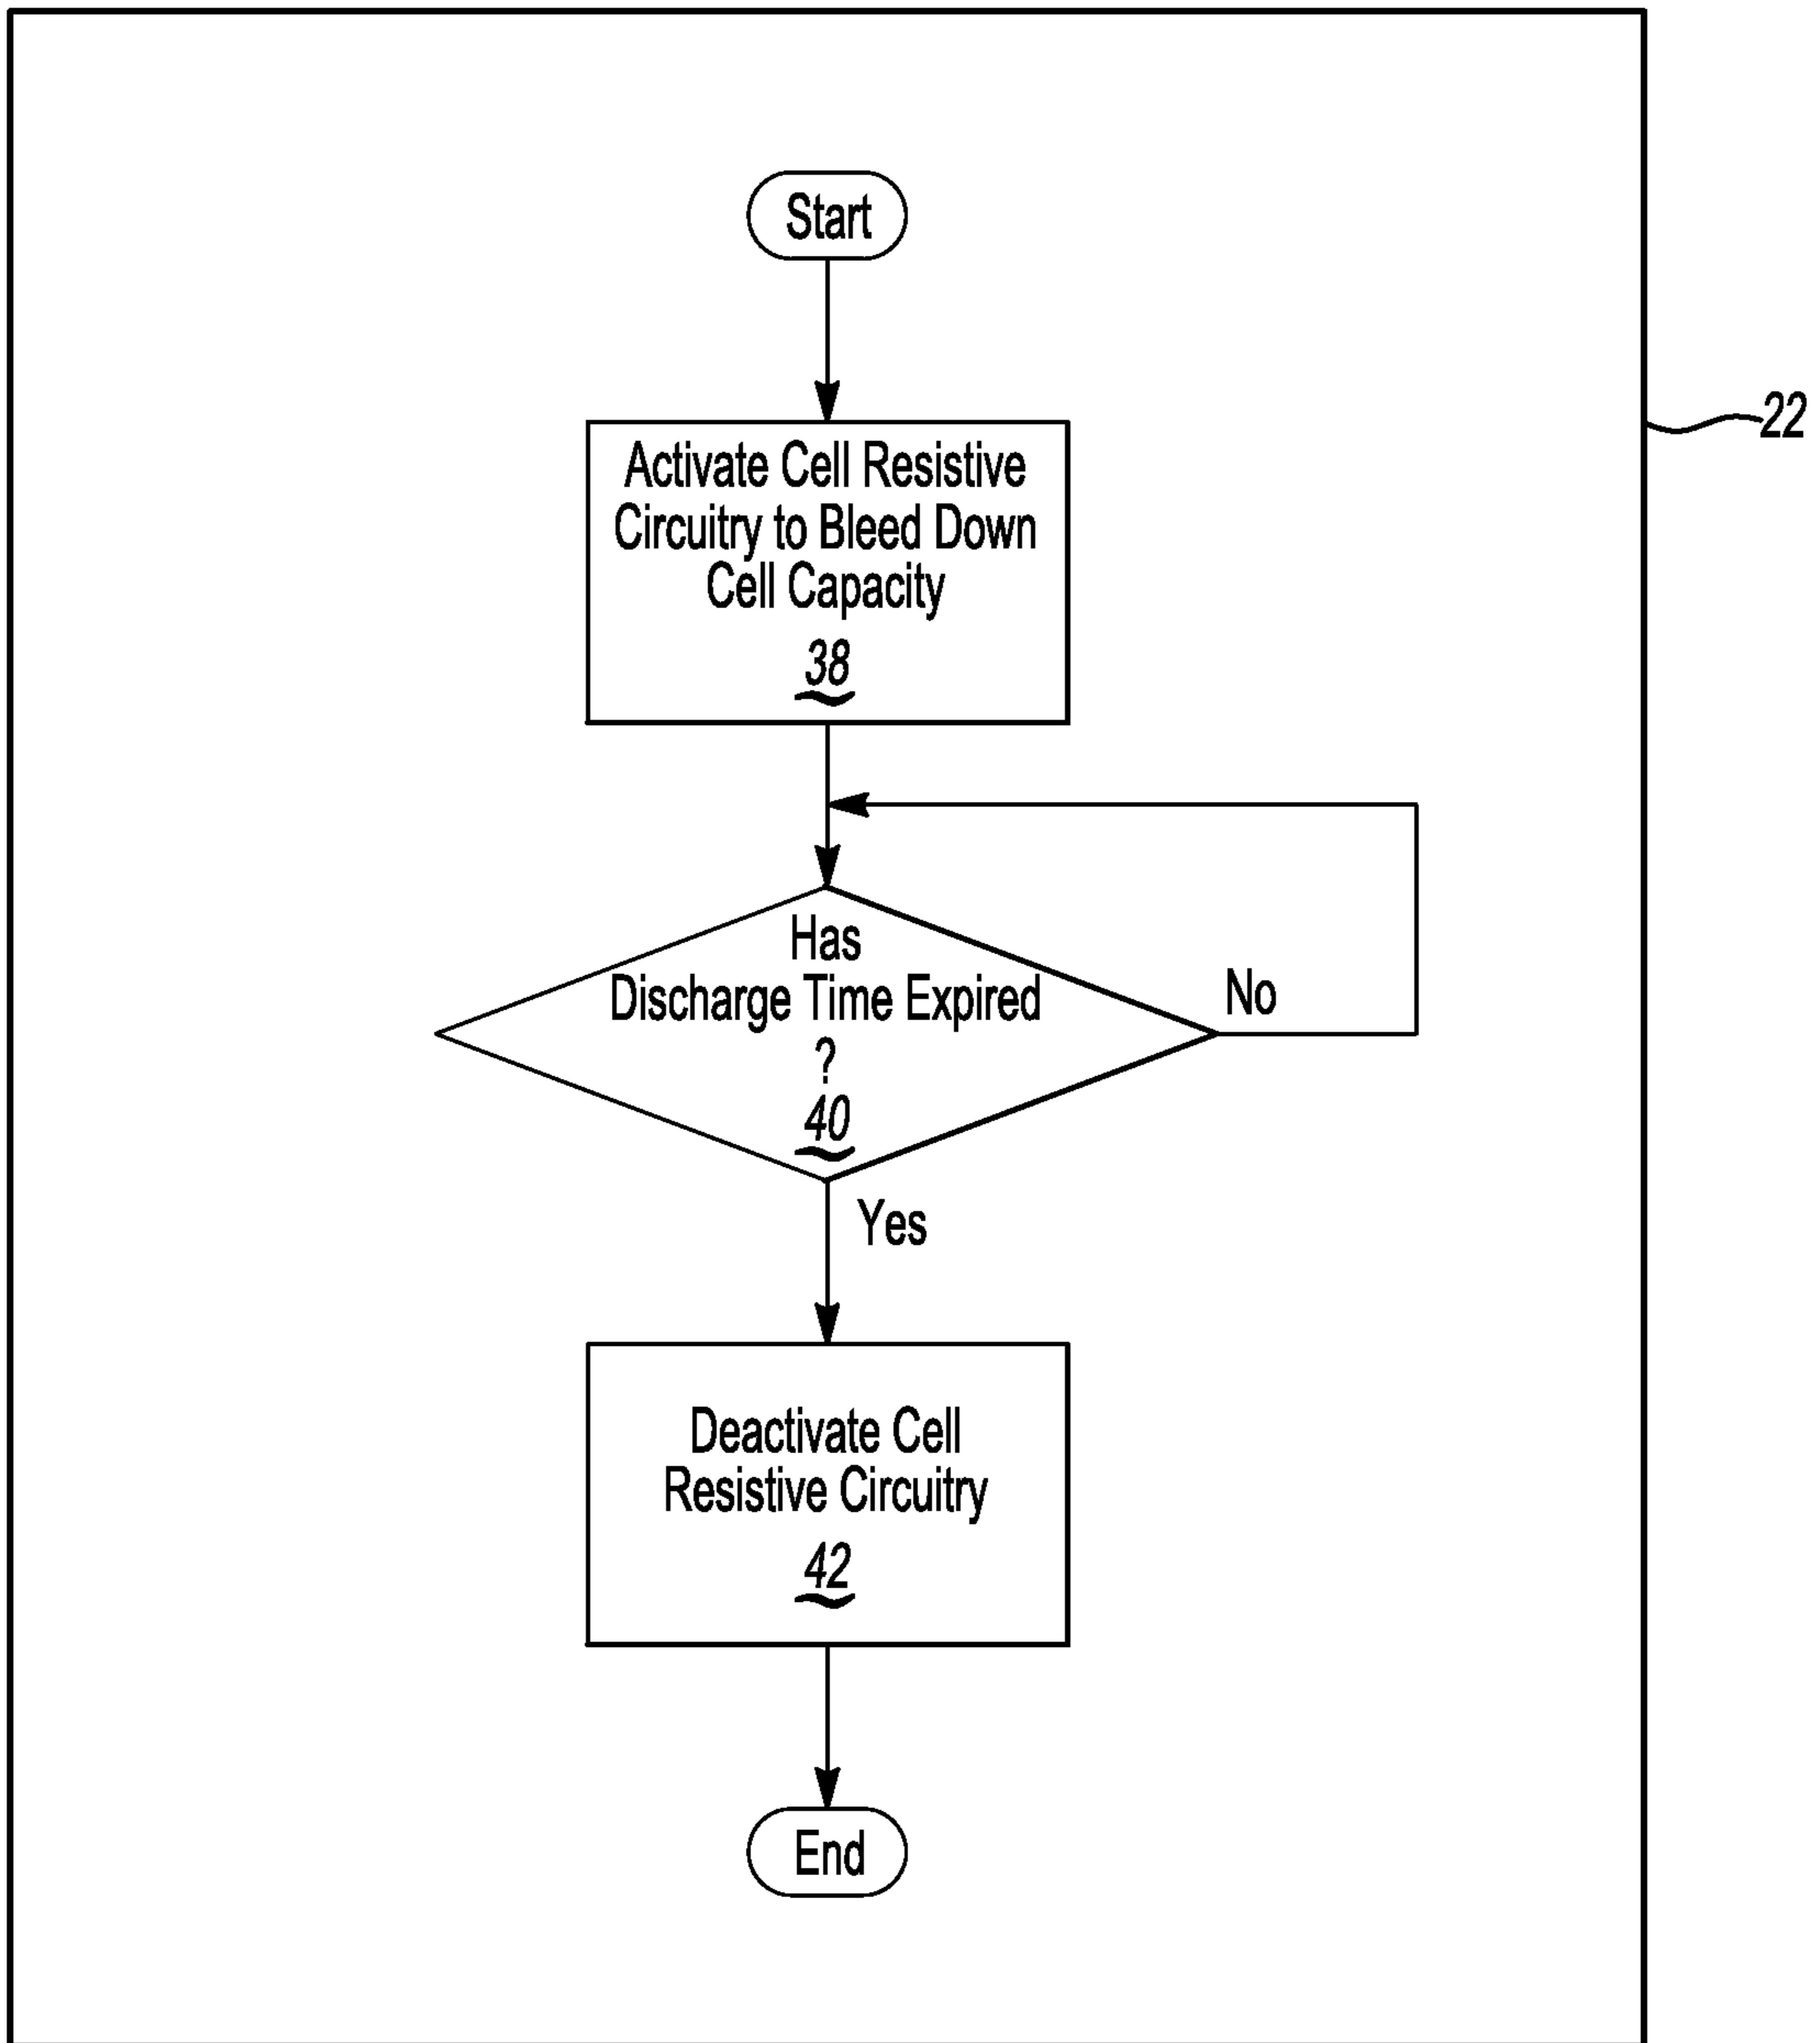 Start
22
Activate Cell Resistive
Circuitry to Bleed Down
Cell Capacity
38
Has
Discharge Time Expired
?
40
No
Yes
Deactivate Cell
Resistive Circuitry
42
End